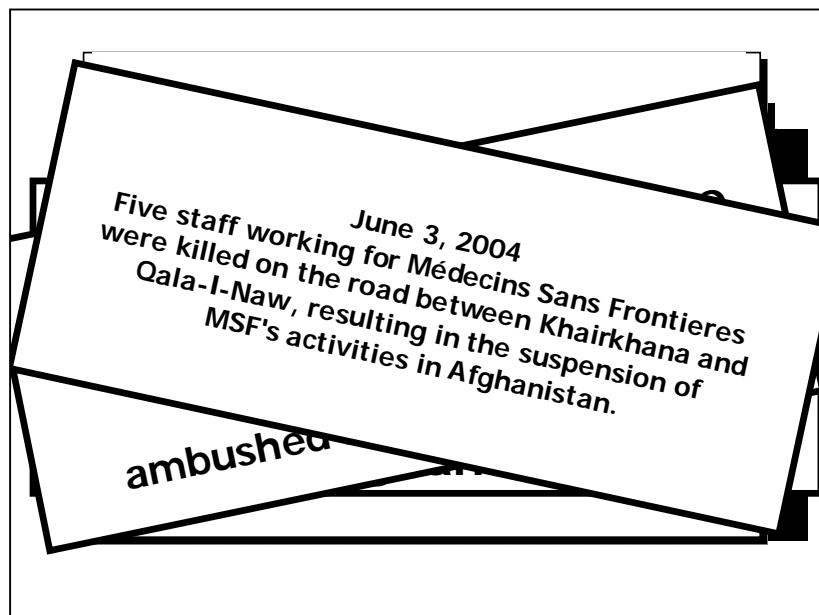 June 3, 2004
Five staff working for Médecins Sans Frontieres
were killed on the road between Khairkhana and
Qala-I-Naw, resulting in the suspension of
MSF's activities in Afghanistan.
ambushed